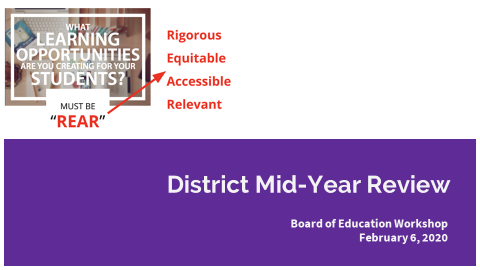 WHAT
LEARNING
OPPORTUNITIES
ARE YOU CREATING FOR YOUR
STUDENTS?
MUST BE
“REAR”
Rigorous
Equitable
Accessible
Relevant
District Mid-Year Review
Board of Education Workshop
February 6, 2020